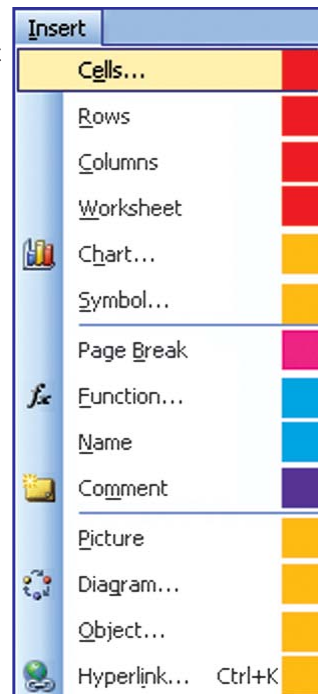 Insert
Cells...
Rows
Columns
Worksheet
Chart...
Symbol...
Page Break
Function...
Name
Comment
Picture
Diagram...
Object...
Hyperlink... Ctrl+K